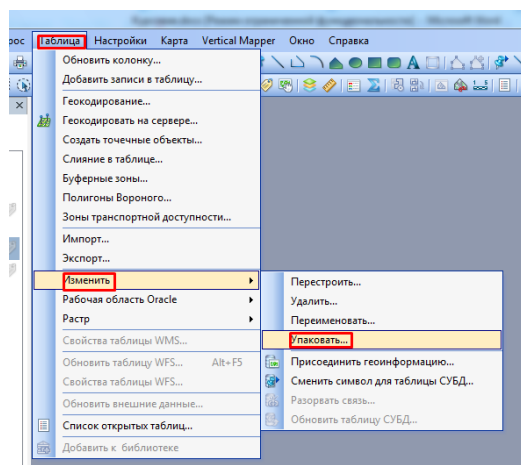 рос Таблица Настройки Карта Vertical Mapper Окно Справка
Обновить колонку...
Добавить записи в таблицу...
Геокодирование...
Геокодировать на сервере...
Создать точечные объекты...
Слияние в таблице...
Буферные зоны...
Полигоны Вороного...
Зоны транспортной доступности...
Импорт...
Экспорт...
Изменить
Перестроить...
Рабочая область Oracle
Удалить...
Растр
Переименовать...
Свойства таблицы WMS...
Упаковать...
Обновить таблицу WFS... Alt+F5
Присоединить геоинформацию...
Свойства таблицы WFS...
Сменить символ для таблицы СУБД...
Обновить внешние данные...
Разорвать связь...
Список открытых таблиц...
Обновить таблицу СУБД...
Добавить к библиотеке